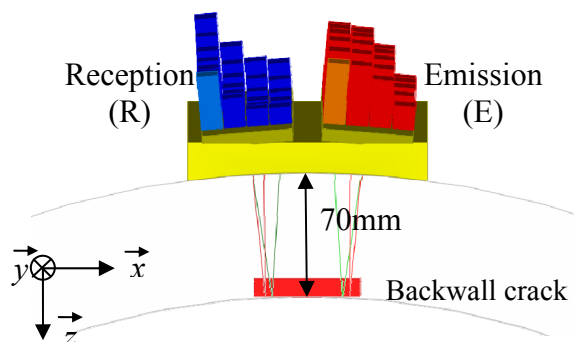 Reception
(R)
Emission
(E)
70mm
y
x
z
Backwall crack